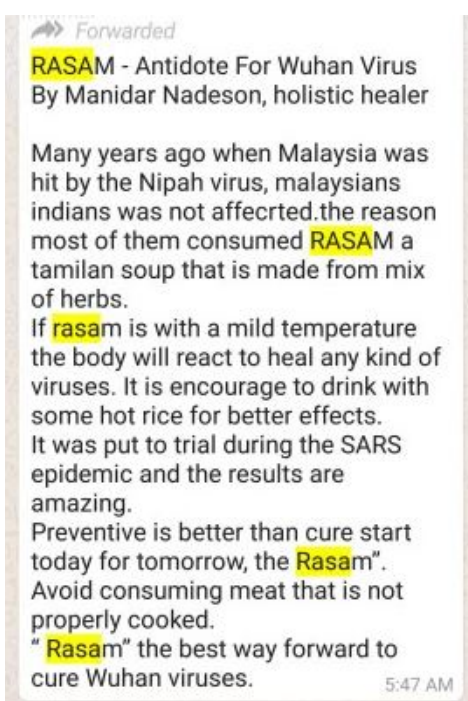 Forwarded
RASAM - Antidote For Wuhan Virus
By Manidar Nadeson, holistic healer
Many years ago when Malaysia was
hit by the Nipah virus, malaysians
indians was not affecrted.the reason
most of them consumed RASAM a
tamilan soup that is made from mix
of herbs.
If rasam is with a mild temperature
the body will react to heal any kind of
viruses. It is encourage to drink with
some hot rice for better effects.
It was put to trial during the SARS
epidemic and the results are
amazing.
Preventive is better than cure start
today for tomorrow, the Rasam”.
Avoid consuming meat that is not
properly cooked.
“ Rasam” the best way forward to
cure Wuhan viruses.
5:47 AM